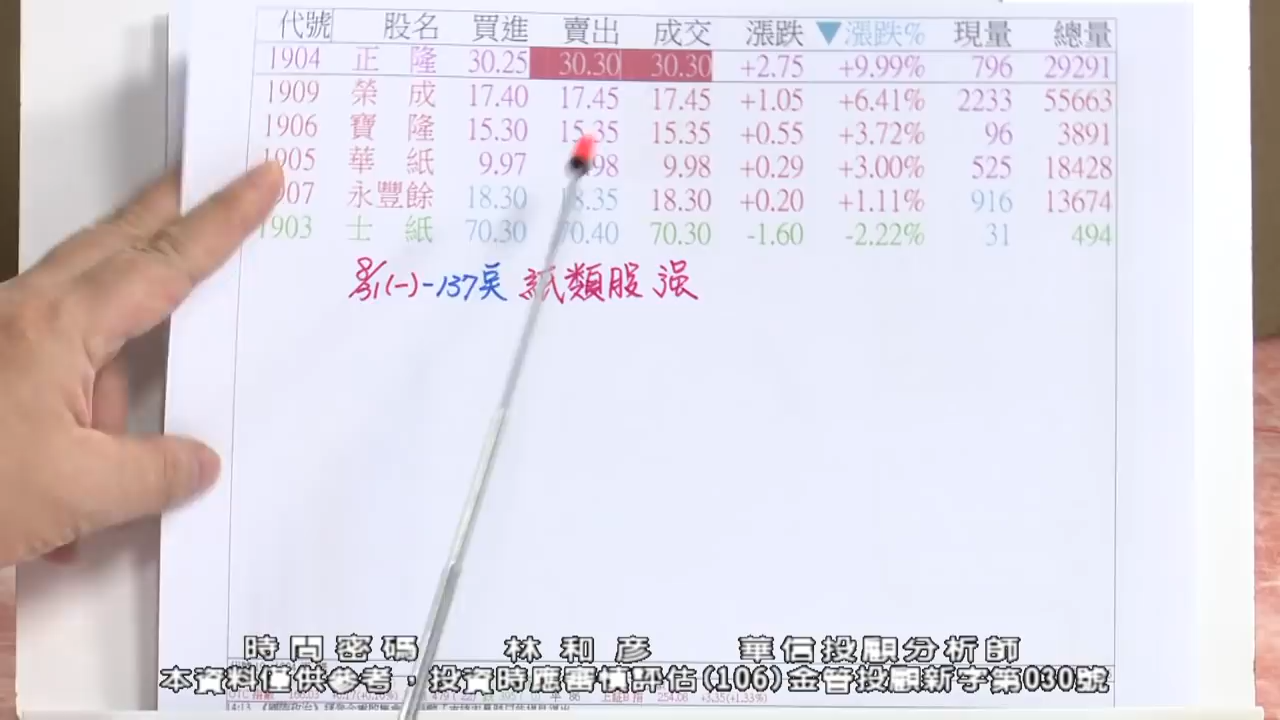 代號 股名 買進 賣出 成交 漲跌 ▼漲跌% 現量 總量
1904 正隆 30.25 30.30 30.30 +2.75 +9.99% 796 29291
1909 榮成 17.40 17.45 17.45 +1.05 +6.41% 2233 55663
1906 寶隆 15.30 15.35 15.35 +0.55 +3.72% 96 3891
1905 華紙 9.97 98 9.98 +0.29 +3.00% 525 18428
907 永豐餘 18.30 8.35 18.30 +0.20 +1.11% 916 13674
1903 士紙 70.30 70.40 70.30 -1.60 -2.22% 31 494
8/31(一)-137點 紙類股 強
時間密碼 林和彥 華信投顧分析師
本資料僅供參考,投資時應審慎評估(106)金管投顧新字第030號